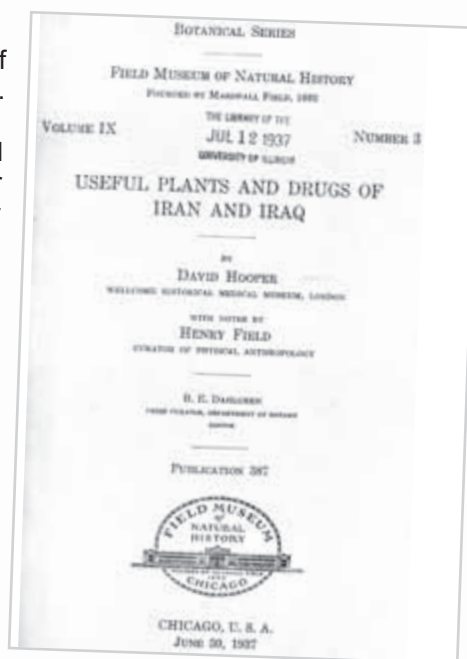 f
BOTANICAL SERIES
FIELD MUSEUM OF NATURAL HISTORY
FOUNDED BY MARSHALL FIELD, 1893
THE LIBRARY OF THE
VOLUME IX
JUL 12 1937
NUMBER 3
UNIVERSITY OF ILLINOIS
USEFUL PLANTS AND DRUGS OF
IRAN AND IRAQ
BY
DAVID HOOPER
WELLCOME HISTORICAL MEDICAL MUSEUM, LONDON
WITH NOTES BY
HENRY FIELD
CURATOR OF PHYSICAL ANTHROPOLOGY
B. E. DAHLGREN
CHIEF CURATOR, DEPARTMENT OF BOTANY
EDITOR
PUBLICATION 387
FIELD MUSEUM
OF
NATURAL
HISTORY
CHICAGO
CHICAGO, U. S. A.
JUNE 30, 1937